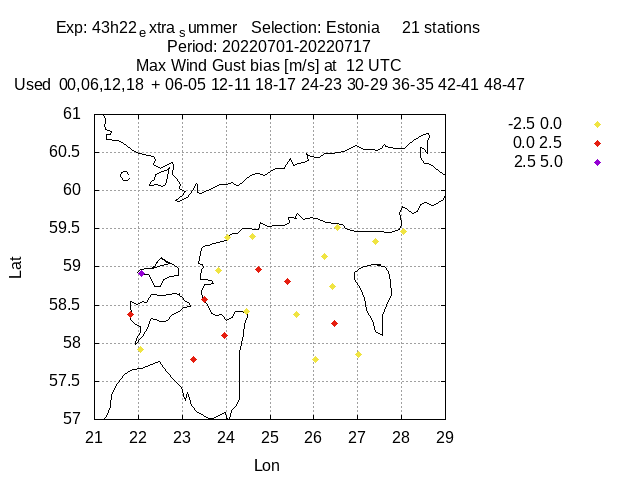 Exp: 43h22extrasummer Selection: Estonia 21 stations
Period: 20220701-20220717
Max Wind Gust bias [m/s] at 12 UTC
Used 00,06,12,18 + 06-05 12-11 18-17 24-23 30-29 36-35 42-41 48-47
-2.5 0.0
0.0 2.5
2.5 5.0
61
60.5
60
59.5
59
58.5
58
57.5
57
Lat
21 22 23 24 25 26 27 28 29
Lon